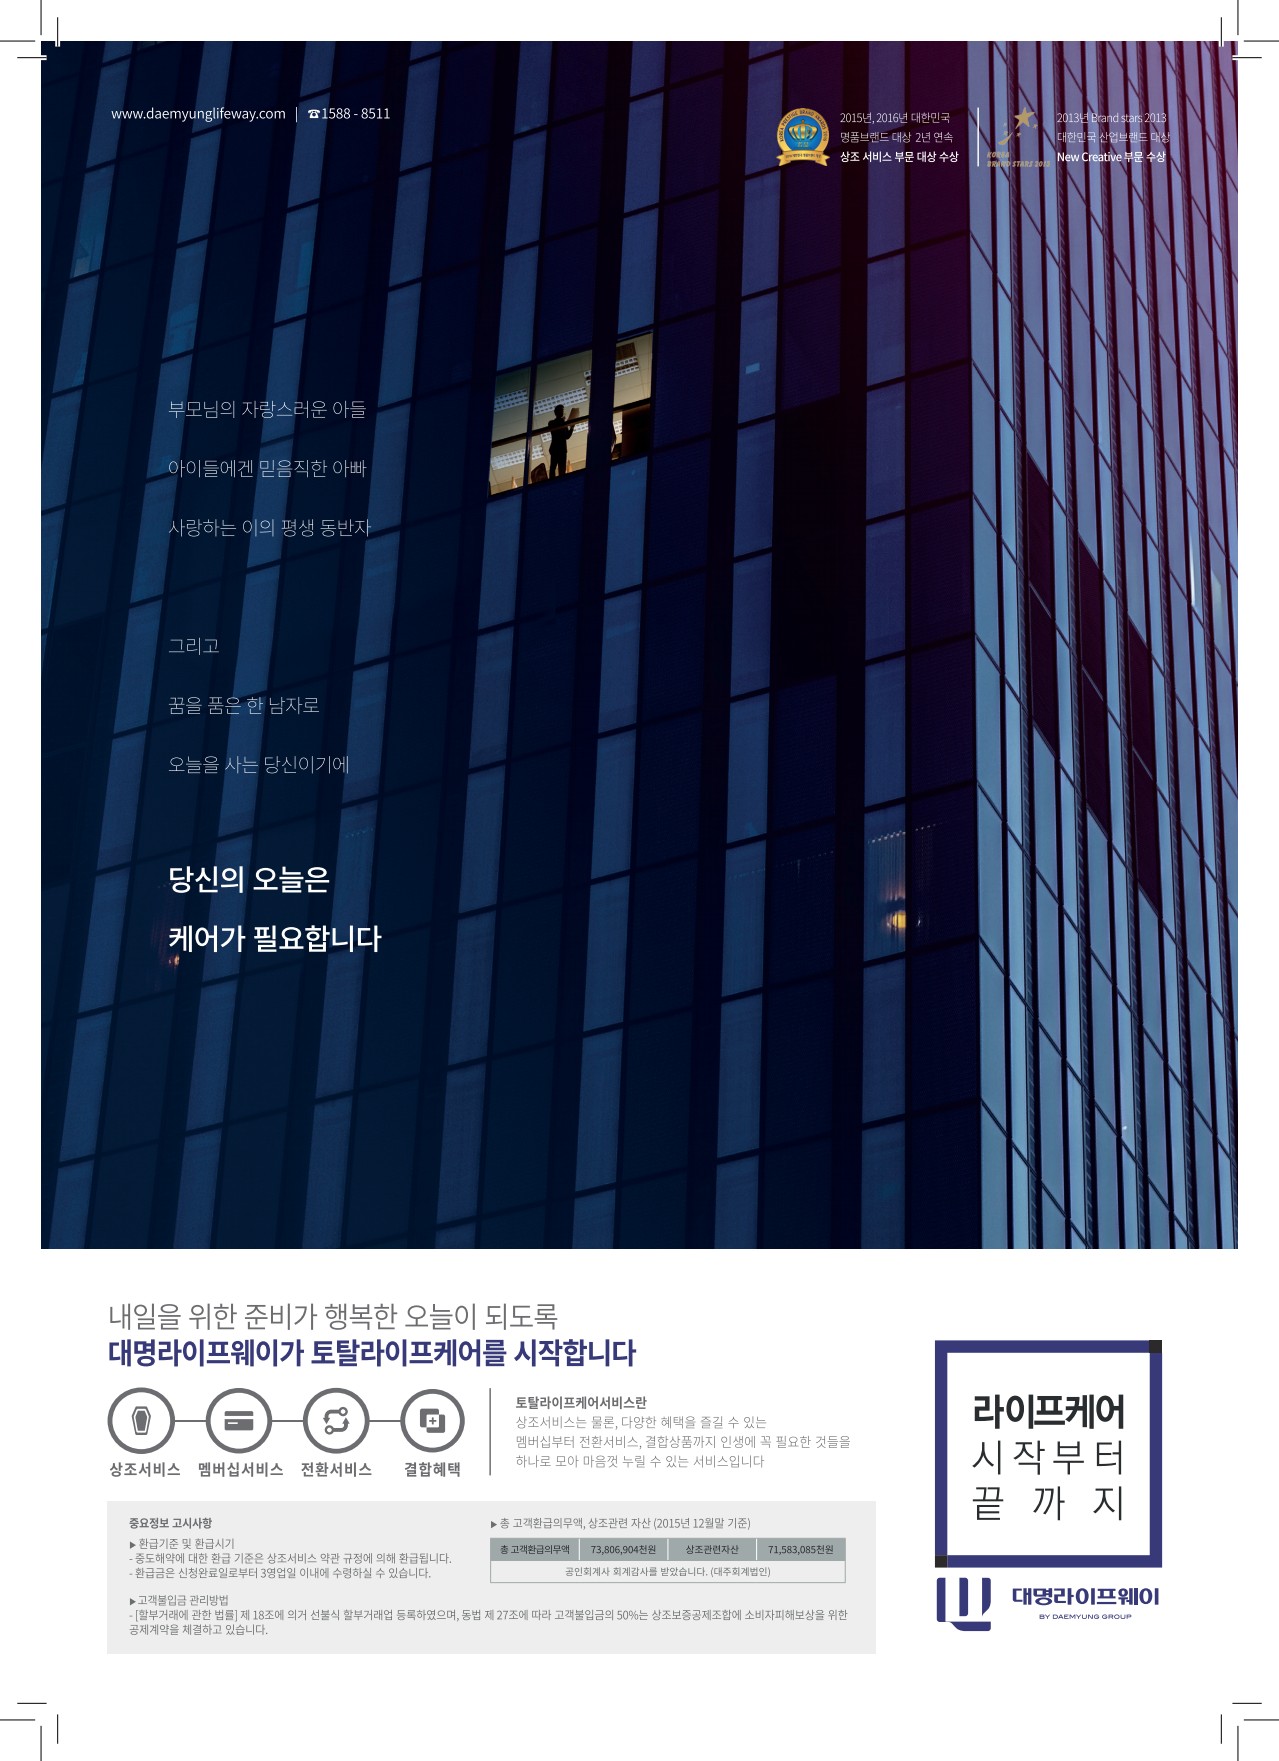 www.daemyunglifeway.com | ☎1588 - 8511
2015년, 2016년 대한민국
명품브랜드 대상 2년 연속
상조 서비스 부문 대상 수상
KOREA
BRAND STARS 2013
2013년 Brand stars 2013
대한민국 산업브랜드 대상
New Creative 부문 수상
부모님의 자랑스러운 아들
아이들에겐 믿음직한 아빠
사랑하는 이의 평생 동반자
그리고
꿈을 품은 한 남자로
오늘을 사는 당신이기에
당신의 오늘은
케어가 필요합니다
내일을 위한 준비가 행복한 오늘이 되도록
대명라이프웨이가 토탈라이프케어를 시작합니다
상조서비스 멤버십서비스 전환서비스 결합혜택
토탈라이프케어서비스란
상조서비스는 물론, 다양한 혜택을 즐길 수 있는
멤버십부터 전환서비스, 결합상품까지 인생에 꼭 필요한 것들을
하나로 모아 마음껏 누릴 수 있는 서비스입니다
중요정보 고시사항
▶ 환급기준 및 환급시기
- 중도해약에 대한 환급 기준은 상조서비스 약관 규정에 의해 환급됩니다.
- 환급금은 신청완료일로부터 3영업일 이내에 수령하실 수 있습니다.
▶ 총 고객환급의무액, 상조관련 자산 (2015년 12월말 기준)
총 고객환급의무액 73,806,904천원 상조관련자산 71,583,085천원
공인회계사 회계감사를 받았습니다. (대주회계법인)
▶고객불입금 관리방법
- [할부거래에 관한 법률] 제 18조에 의거 선불식 할부거래업 등록하였으며, 동법 제 27조에 따라 고객불입금의 50%는 상조보증공제조합에 소비자피해보상을 위한
공제계약을 체결하고 있습니다.
라이프케어
시작부터
끝까지
대명라이프웨이
BY DAEMYUNG GROUP